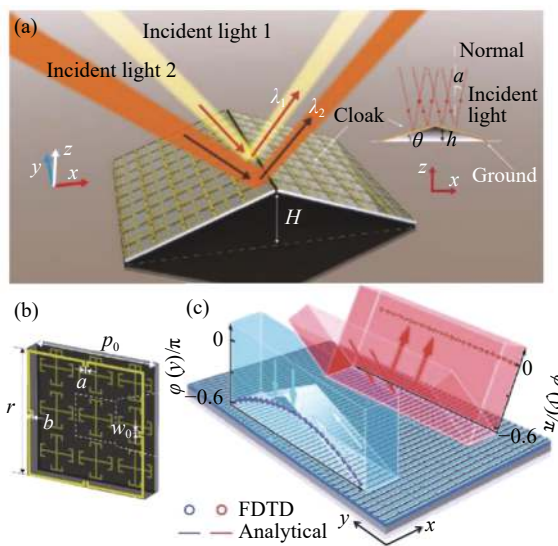 (a)
Incident light 1
Incident light 2
λ1
λ2
Cloak
Normal
a
Incident
light
θ
h
Ground
z
x
y
z
x
H
(b)
p0
r
a
b
w0
(c)
φ (y)/π
0
−0.6
0
−0.6
φ (y)/π
FDTD
Analytical
y
x